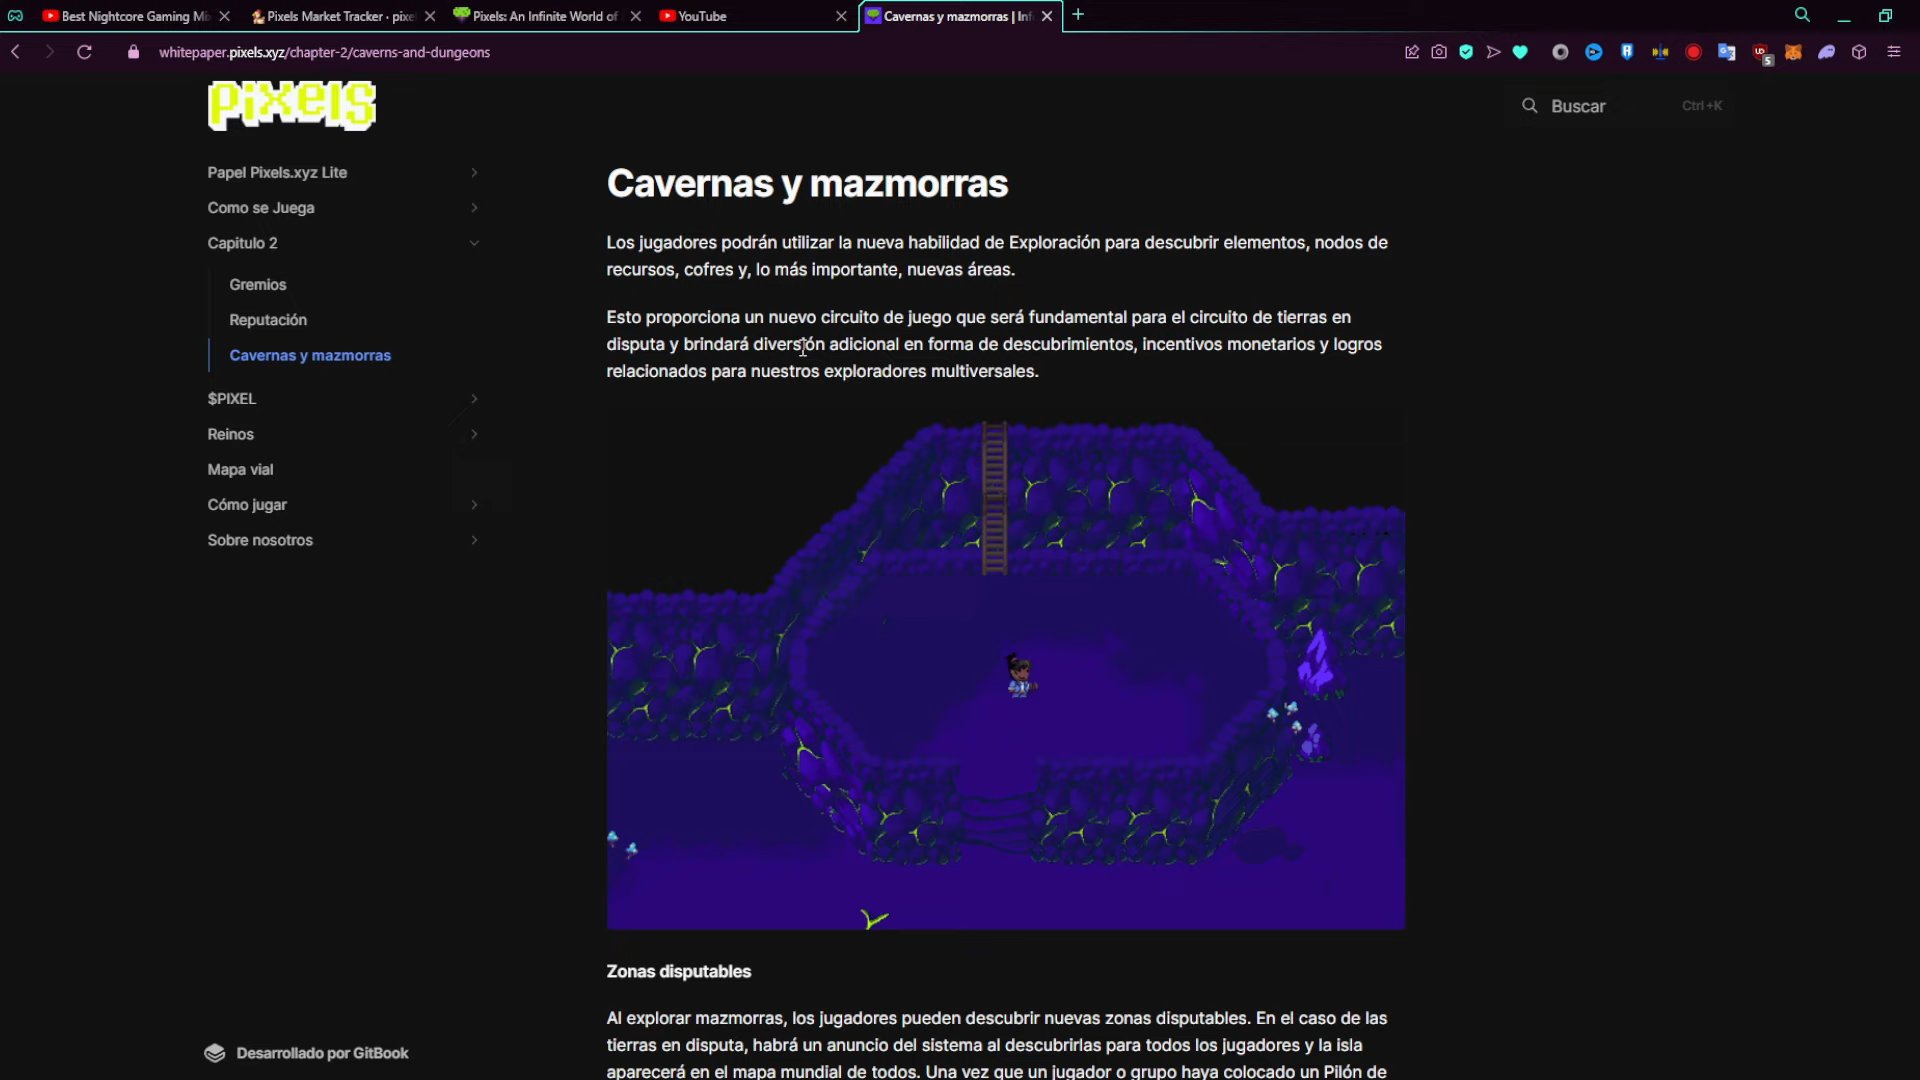 Best Nightcore Gaming Mi
Pixels Market Tracker · pixe
Pixels: An Infinite World of
YouTube
Cavernas y mazmorras | Inf
whitepaper.pixels.xyz/chapter-2/caverns-and-dungeons
pixels
Buscar
Ctrl+K
Papel Pixels.xyz Lite
Como se Juega
Capitulo 2
Gremios
Reputación
Cavernas y mazmorras
$PIXEL
Reinos
Mapa vial
Cómo jugar
Sobre nosotros
Desarrollado por GitBook
Cavernas y mazmorras
Los jugadores podrán utilizar la nueva habilidad de Exploración para descubrir elementos, nodos de
recursos, cofres y, lo más importante, nuevas áreas.
Esto proporciona un nuevo circuito de juego que será fundamental para el circuito de tierras en
disputa y brindará diversión adicional en forma de descubrimientos, incentivos monetarios y logros
relacionados para nuestros exploradores multiversales.
Zonas disputables
Al explorar mazmorras, los jugadores pueden descubrir nuevas zonas disputables. En el caso de las
tierras en disputa, habrá un anuncio del sistema al descubrirlas para todos los jugadores y la isla
aparecerá en el mapa mundial de todos. Una vez que un jugador o grupo haya colocado un Pilón de